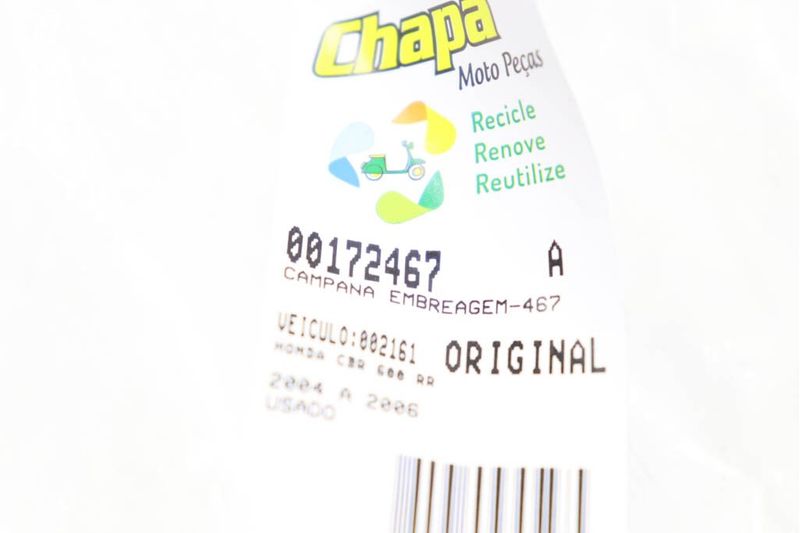 Chapa
Moto Peças
Recicle
Renove
Reutilize
00172467 A
CAMPANA EMBREAGEM-467
VEICULO:002161
ORIGINAL
HONDA CBR 600 RR
2004 A 2006
USADO